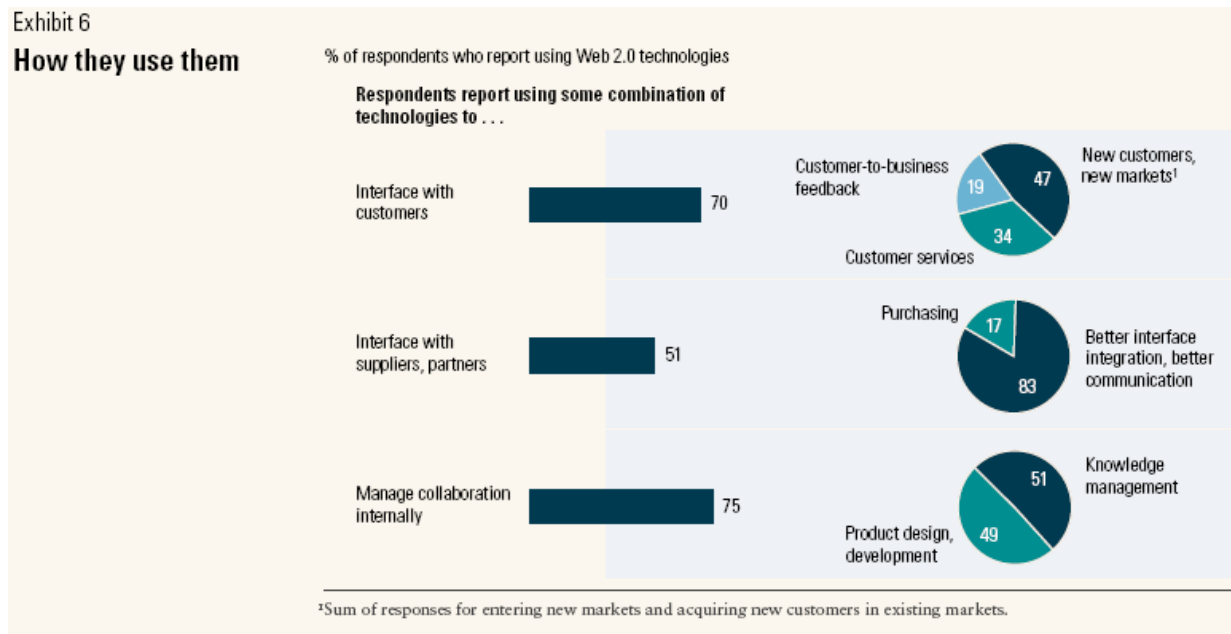 Exhibit 6
How they use them
% of respondents who report using Web 2.0 technologies
Respondents report using some combination of
technologies to . . .
Interface with
customers
70
Customer-to-business
feedback
19
47
New customers,
new markets¹
34
Customer services
Interface with
suppliers, partners
51
Purchasing
17
83
Better interface
integration, better
communication
Manage collaboration
internally
75
51
Knowledge
management
Product design,
development
49
¹Sum of responses for entering new markets and acquiring new customers in existing markets.